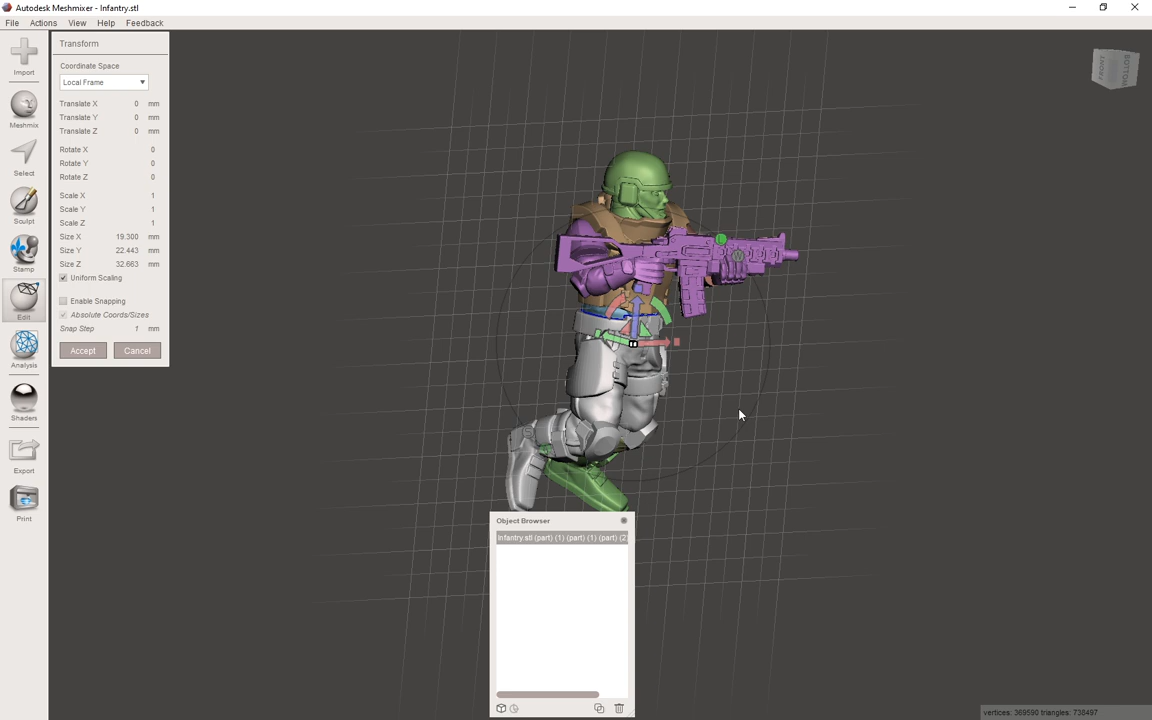 Autodesk Meshmixer - Infantry.stl
File Actions View Help Feedback
Import
Meshmix
Select
Sculpt
Stamp
Edit
Analysis
Shaders
Export
Print
Transform
Coordinate Space
Local Frame
Translate X 0 mm
Translate Y 0 mm
Translate Z 0 mm
Rotate X 0
Rotate Y 0
Rotate Z 0
Scale X 1
Scale Y 1
Scale Z 1
Size X 19.300 mm
Size Y 22.443 mm
Size Z 32.663 mm
Uniform Scaling
Enable Snapping
Absolute Coords/Sizes
Snap Step 1 mm
Accept Cancel
BOTTOM
L
W
S
Object Browser
Infantry.stl (part) (1) (part) (1) (part) (2)
vertices: 369590 triangles: 738497